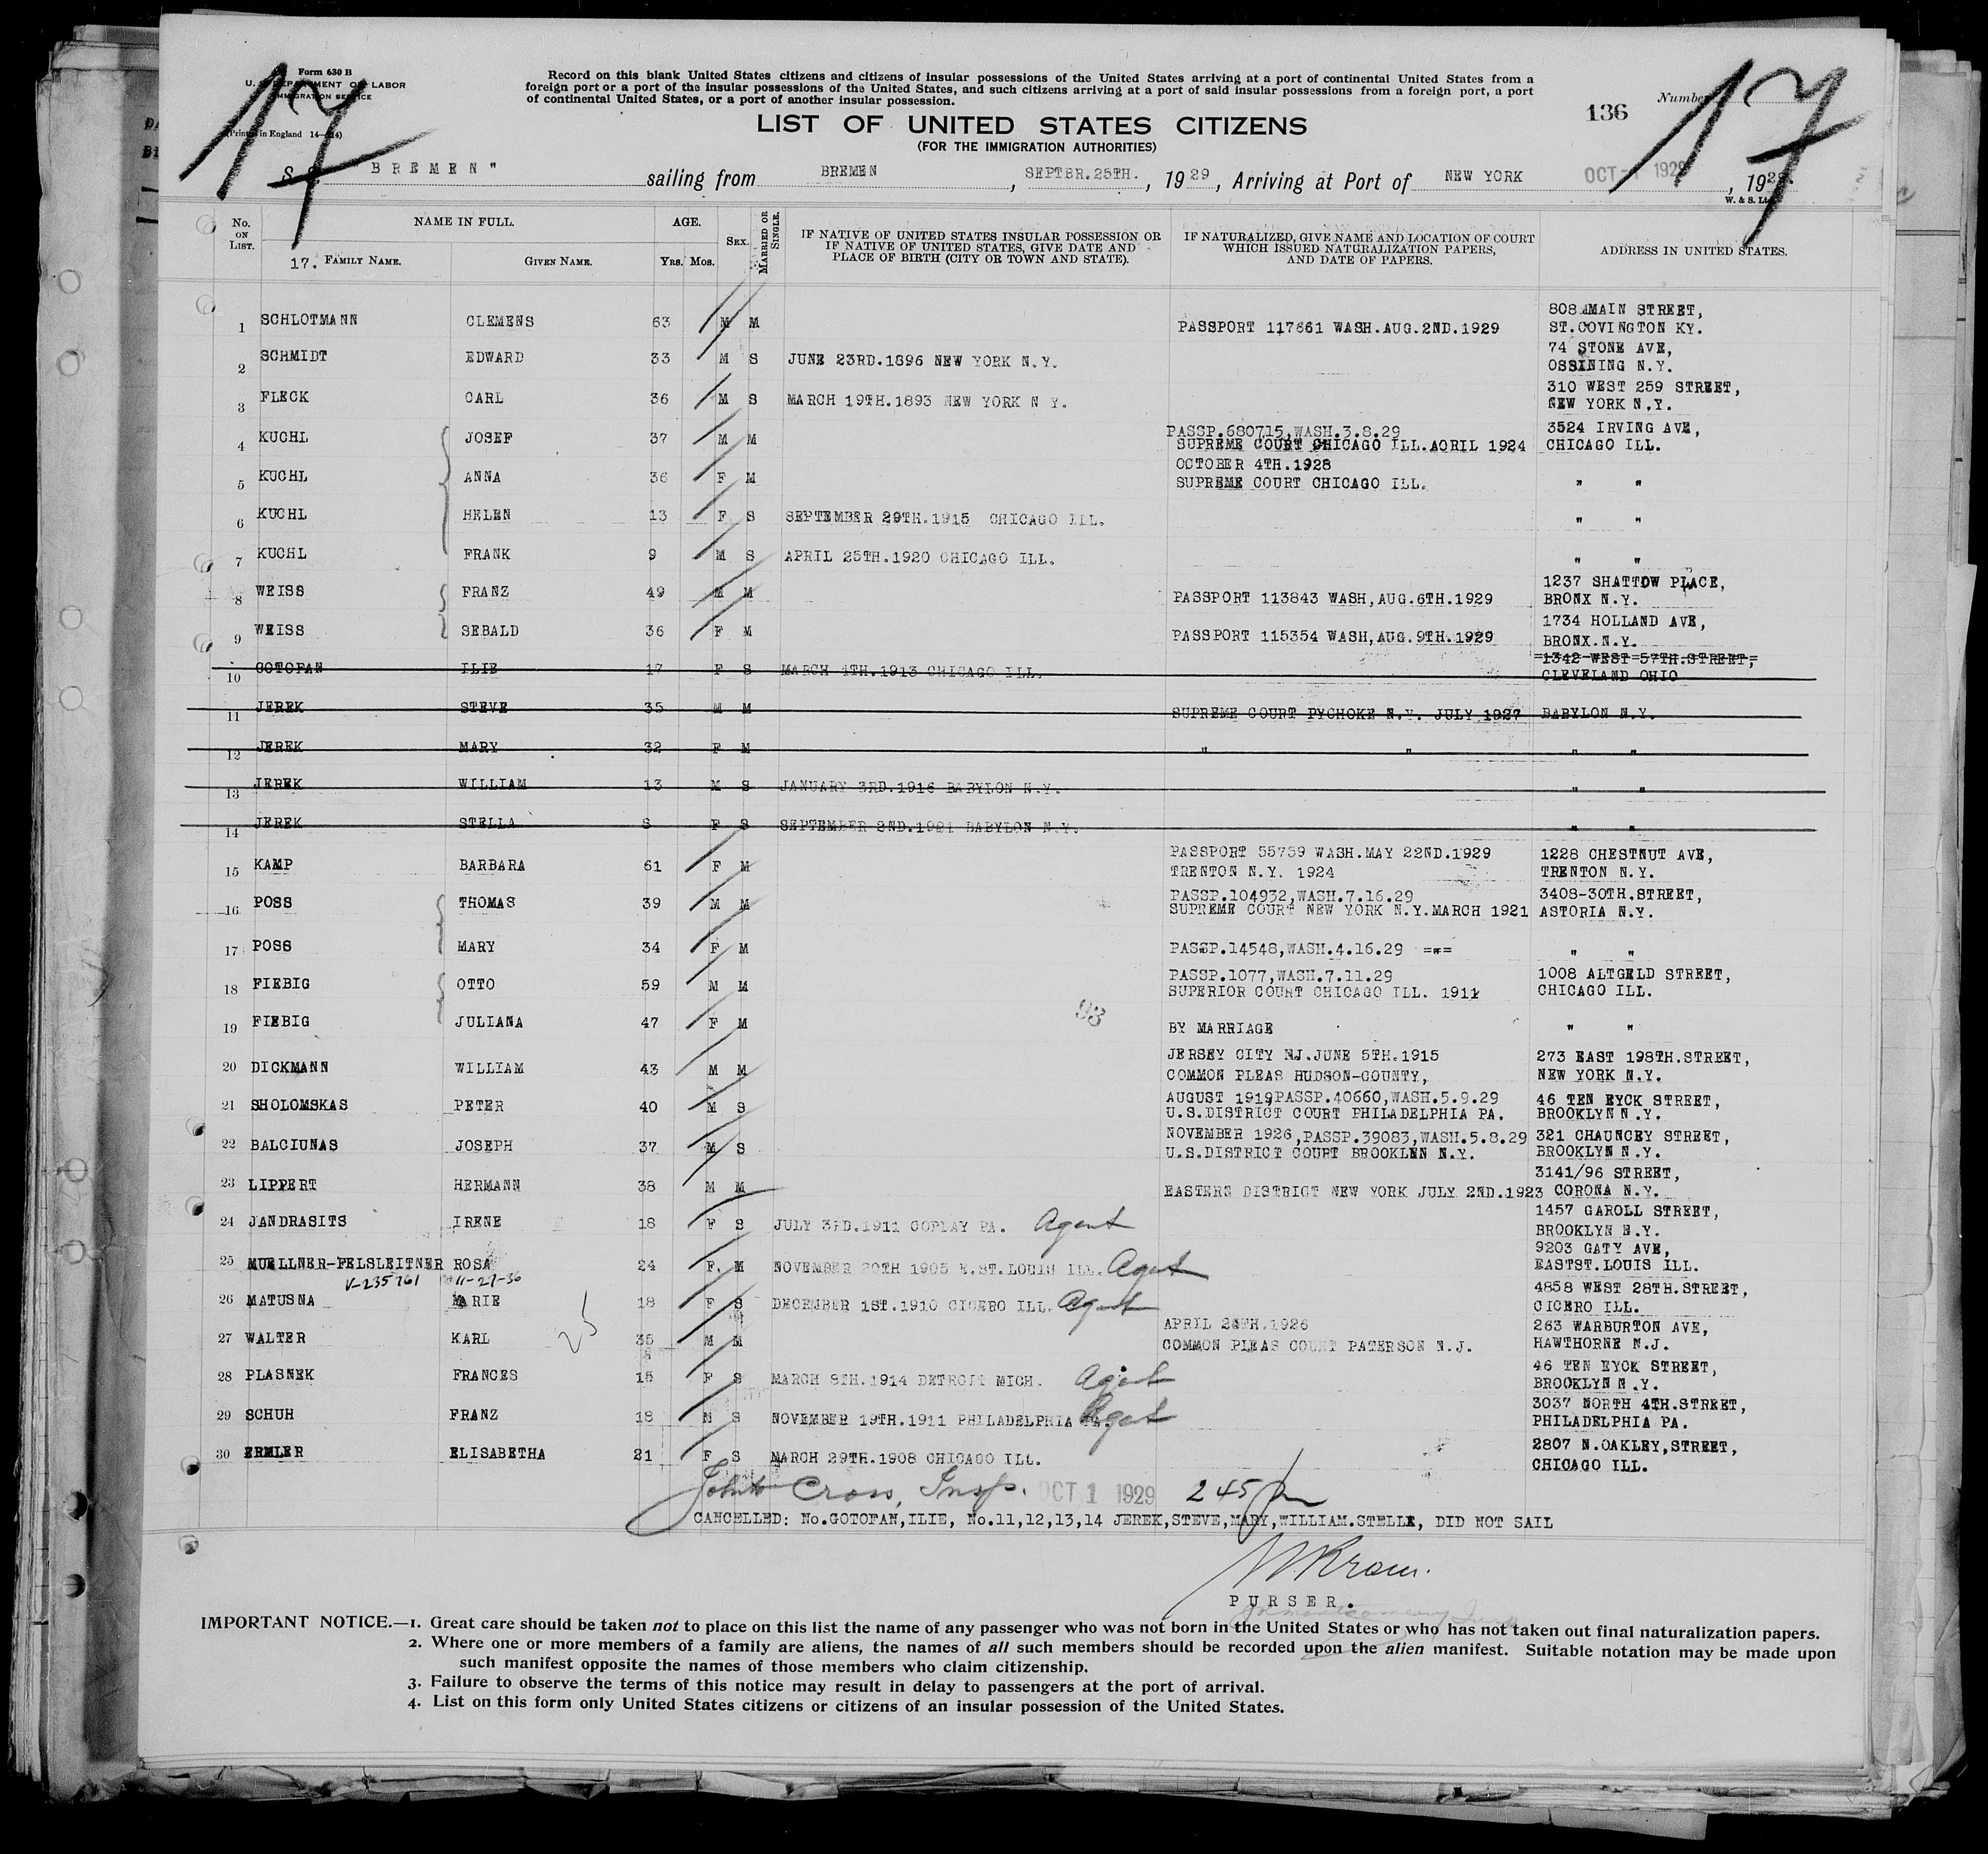 17
Form 630 B
U. S. DEPARTMENT OF LABOR
IMMIGRATION SERVICE
(Printed in England 14—
Record on this blank United States citizens and citizens of insular possessions of the United States arriving at a port of continental United States from a
foreign port or a port of the insular possessions of the United States, and such citizens arriving at a port of said insular possessions from a foreign port, a port
of continental United States, or a port of another insular possession.
136
Number 17
LIST OF UNITED STATES CITIZENS
(FOR THE IMMIGRATION AUTHORITIES)
S.S. BREMEN" sailing from BREMEN, SEPTBR.25TH., 1929, Arriving at Port of NEW YORK OCT -1 1929, 1929.
W. & S. Ltd
No. ON LIST.
NAME IN FULL.
17. FAMILY NAME. GIVEN NAME.
AGE. Yrs. Mos.
SEX.
MARRIED OR SINGLE.
IF NATIVE OF UNITED STATES INSULAR POSSESSION OR
IF NATIVE OF UNITED STATES, GIVE DATE AND
PLACE OF BIRTH (CITY OR TOWN AND STATE).
IF NATURALIZED, GIVE NAME AND LOCATION OF COURT
WHICH ISSUED NATURALIZATION PAPERS,
AND DATE OF PAPERS.
ADDRESS IN UNITED STATES.
1 SCHLOTMANN CLEMENS 63 M M PASSPORT 117861 WASH.AUG.2ND.1929 808 MAIN STREET,
ST.COVINGTON KY.
2 SCHMIDT EDWARD 33 M S JUNE 23RD.1896 NEW YORK N.Y. 74 STONE AVE,
OSSINING N.Y.
3 FLECK CARL 36 M S MARCH 19TH.1893 NEW YORK N Y. 310 WEST 259 STREET,
NEW YORK N.Y.
4 KUCHL JOSEF 37 M M PASSP.680715,WASH.3.8.29 3524 IRVING AVE,
SUPREME COURT CHICAGO ILL.AORIL 1924 CHICAGO ILL.
5 KUCHL ANNA 36 F M OCTOBER 4TH.1928
SUPREME COURT CHICAGO ILL. " "
6 KUCHL HELEN 13 F S SEPTEMBER 29TH.1915 CHICAGO ILL. " "
7 KUCHL FRANK 9 M S APRIL 25TH.1920 CHICAGO ILL. " "
8 WEISS FRANZ 49 M M PASSPORT 113843 WASH,AUG.6TH.1929 1237 SHATTOW PLACE,
BRONX N.Y.
9 WEISS SEBALD 36 F M PASSPORT 115354 WASH,AUG.9TH.1929 1734 HOLLAND AVE,
BRONX.N.Y.
10 GOTOFAN ILIE 17 F S MARCH 4TH.1913 CHICAGO ILL. 1342 WEST 57TH.STREET,
CLEVELAND OHIO
11 JEREK STEVE 35 M M SUPREME COURT PYCHOKE N.Y. JULY 1927 BABYLON N.Y.
12 JEREK MARY 32 F M " " " "
13 JEREK WILLIAM 13 M S JANUARY 3RD.1916 BABYLON N.Y. " "
14 JEREK STELLA 8 F S SEPTEMBER 2ND.1921 BABYLON N.Y. " "
15 KAMP BARBARA 61 F M PASSPORT 55739 WASH.MAY 22ND.1929 1228 CHESTNUT AVE,
TRENTON N.Y. 1924 TRENTON N.Y.
16 POSS THOMAS 39 M M PASSP.104932,WASH.7.16.29 3408-30TH.STREET,
SUPREME COURT NEW YORK N.Y.MARCH 1921 ASTORIA N.Y.
17 POSS MARY 34 F M PASSP.14548,WASH.4.16.29 ="= " "
18 FIEBIG OTTO 59 M M PASSP.1077,WASH.7.11.29 1008 ALTGELD STREET,
SUPERIOR COURT CHICAGO ILL. 1911 CHICAGO ILL.
19 FIEBIG JULIANA 47 F M BY MARRIAGE " "
93
20 DICKMANN WILLIAM 43 M M JERSEY CITY NJ.JUNE 5TH.1915 273 EAST 198TH.STREET,
COMMON PLEAS HUDSON-COUNTY, NEW YORK N.Y.
21 SHOLOMSKAS PETER 40 M S AUGUST 1919,PASSP.40660,WASH.5.9.29 46 TEN EYCK STREET,
U.S.DISTRICT COURT PHILADELPHIA PA. BROOKLYN N.Y.
22 BALCIUNAS JOSEPH 37 M S NOVEMBER 1926,PASSP.39083,WASH.5.8.29 321 CHAUNCEY STREET,
U.S.DISTRICT COURT BROOKLEN N.Y. BROOKLYN N.Y.
23 LIPPERT HERMANN 38 M M 3141/96 STREET,
EASTERN DISTRICT NEW YORK JULY 2ND.1923 CORONA N.Y.
24 JANDRASITS IRENE 18 F S JULY 3RD.1911 COPLAY PA. Agent 1457 GAROLL STREET,
BROOKLYN N.Y.
25 MUELLNER-FELSLEITNER ROSA 24 F. M NOVEMBER 20TH 1905 E.ST.LOUIS ILL. Agent 9203 GATY AVE,
EASTST.LOUIS ILL.
V-235761 11-27-36
26 MATUSNA MARIE 18 F S DECEMBER 1ST.1910 CICERO ILL. Agent 4858 WEST 28TH.STREET,
CICERO ILL.
25
27 WALTER KARL 35 M M APRIL 28TH.1926 263 WARBURTON AVE,
COMMON PLEAS COURT PATERSON N.J. HAWTHORNE N.J.
28 PLASNEK FRANCES 15 F S MARCH 8TH.1914 DETROIT MICH. Agent 46 TEN EYCK STREET,
BROOKLYN N.Y.
29 SCHUH FRANZ 18 M S NOVEMBER 19TH.1911 PHILADELPHIA PA. Agent 3037 NORTH 4TH.STREET,
PHILADELPHIA PA.
30 ERMLER ELISABETHA 21 F S MARCH 29TH.1908 CHICAGO ILL. 2807 N.OAKLEY,STREET,
CHICAGO ILL.
Cross, Insp. OCT 1 1929 245 pm
CANCELLED: No.GOTOFAN,ILIE, No.11,12,13,14 JEREK,STEVE,MARY,WILLIAM.STELLA, DID NOT SAIL
PURSER.
IMPORTANT NOTICE.—1. Great care should be taken not to place on this list the name of any passenger who was not born in the United States or who has not taken out final naturalization papers.
2. Where one or more members of a family are aliens, the names of all such members should be recorded upon the alien manifest. Suitable notation may be made upon
such manifest opposite the names of those members who claim citizenship.
3. Failure to observe the terms of this notice may result in delay to passengers at the port of arrival.
4. List on this form only United States citizens or citizens of an insular possession of the United States.